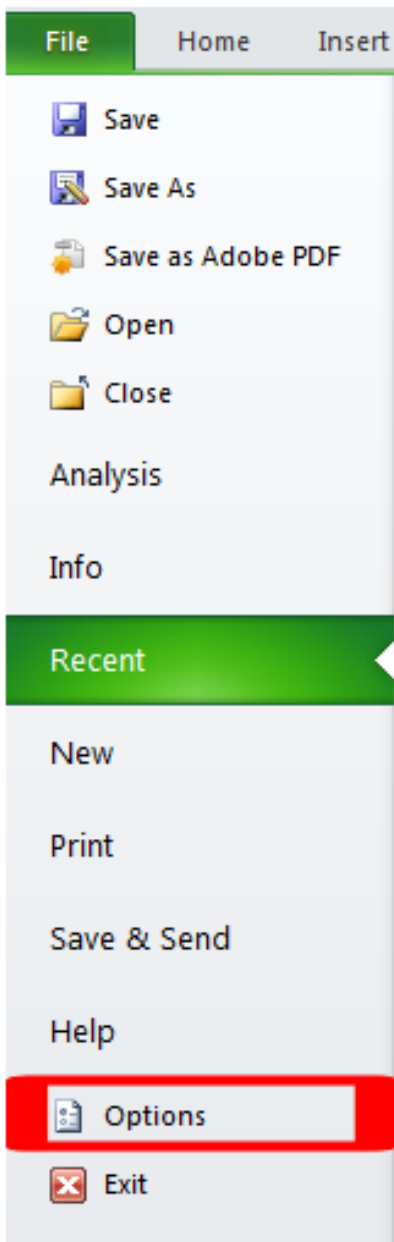 File Home Insert
Save
Save As
Save as Adobe PDF
Open
Close
Analysis
Info
Recent
New
Print
Save & Send
Help
Options
Exit